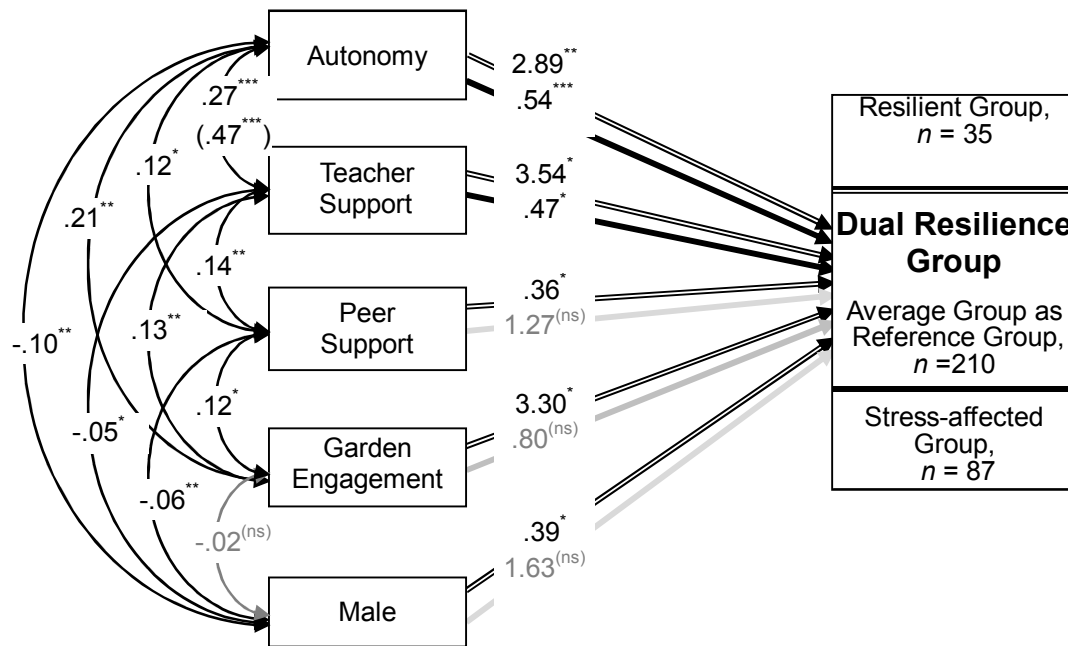 Autonomy
2.89**
.54***
.27***
(.47***)
Resilient Group,
n = 35
.12*
Teacher
Support
3.54*
.47*
.21**
Dual Resilience
Group
.14**
Peer
Support
.36*
1.27(ns)
-.10**
.13**
Average Group as
Reference Group,
n =210
.12*
3.30*
.80(ns)
-.05*
Garden
Engagement
Stress-affected
Group,
n = 87
-.06**
-.02(ns)
.39*
1.63(ns)
Male